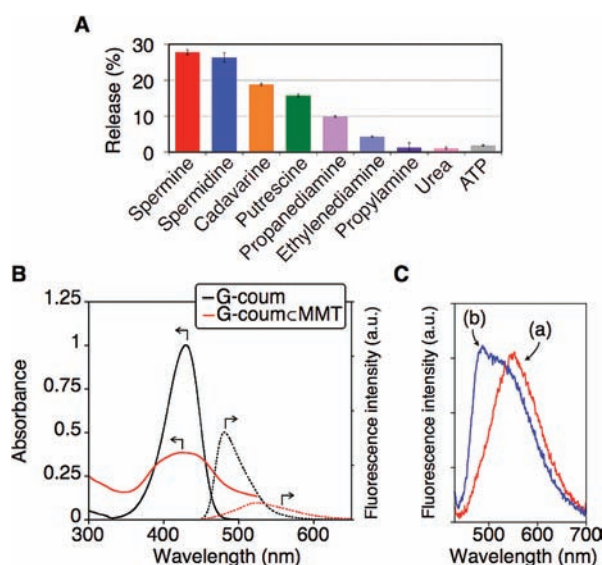 A
Release (%)
30
20
10
0
Spermine
Spermidine
Cadavarine
Putrescine
Propanediamine
Ethylenediamine
Propylamine
Urea
ATP
B
G-coum
G-coum⊂MMT
Absorbance
1.25
1
0.75
0.5
0.25
0
300 400 500 600
Wavelength (nm)
Fluorescence intensity (a.u.)
C
(b)
(a)
Fluorescence intensity (a.u.)
500 600 700
Wavelength (nm)